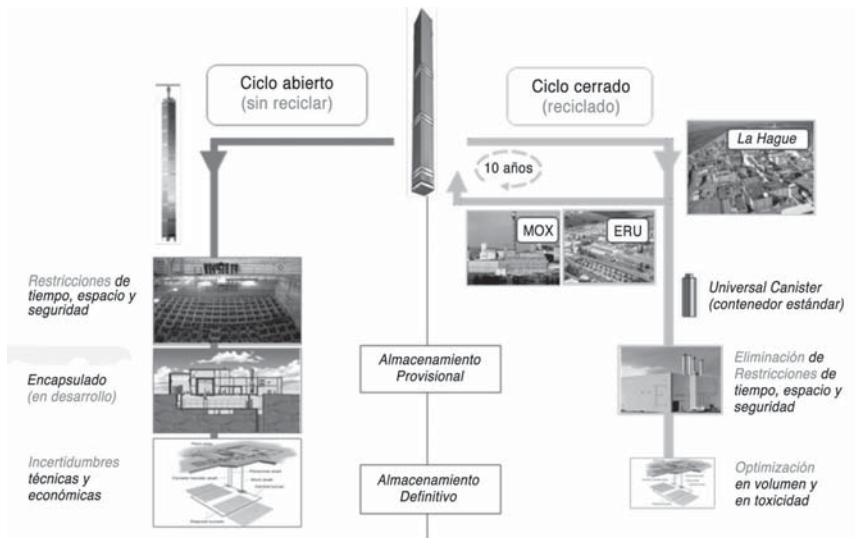 Ciclo abierto
(sin reciclar)
Ciclo cerrado
(reciclado)
La Hague
10 años
MOX
ERU
Restricciones de
tiempo, espacio y
seguridad
Universal Canister
(contenedor estándar)
Almacenamiento
Provisional
Encapsulado
(en desarrollo)
Eliminación de
Restricciones de
tiempo, espacio y
seguridad
Incertidumbres
técnicas y
económicas
Almacenamiento
Definitivo
Optimización
en volumen y
en toxicidad